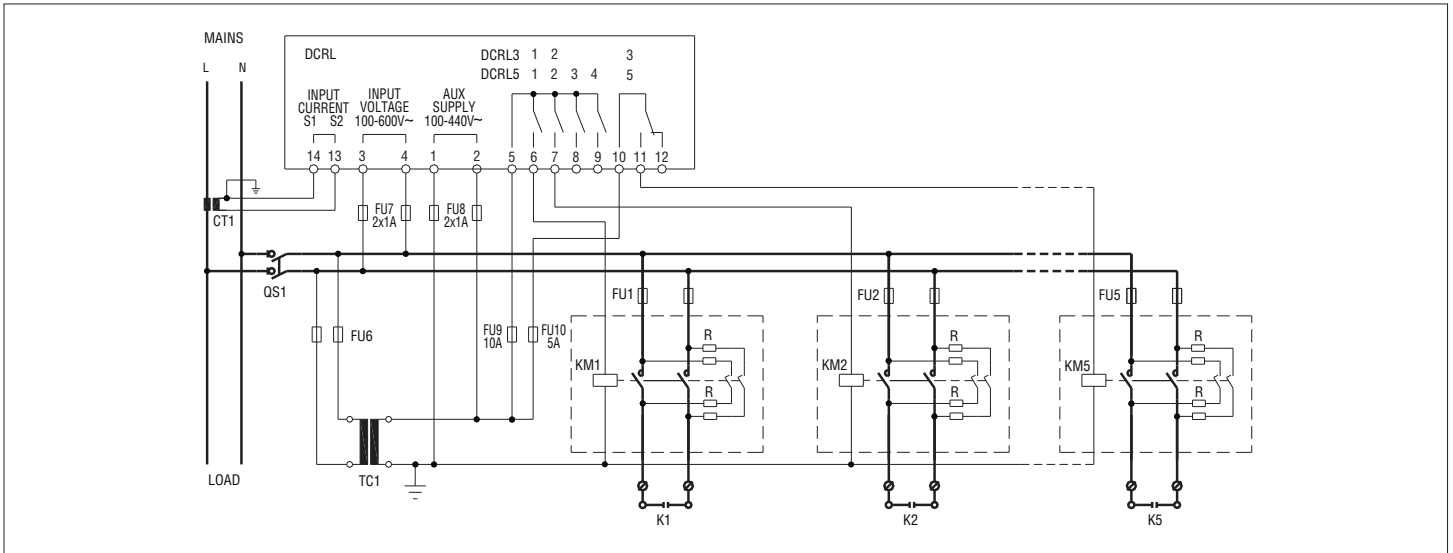 MAINS
L N
DCRL
DCRL3 1 2 3
DCRL5 1 2 3 4 5
INPUT CURRENT
S1 S2
INPUT VOLTAGE
100-600V~
AUX SUPPLY
100-440V~
14 13 3 4 1 2 5 6 7 8 9 10 11 12
CT1
FU7
2x1A
FU8
2x1A
QS1
FU6
FU9
10A
FU10
5A
FU1
FU2
FU5
KM1
R
R
KM2
R
R
KM5
R
R
LOAD
TC1
K1
K2
K5